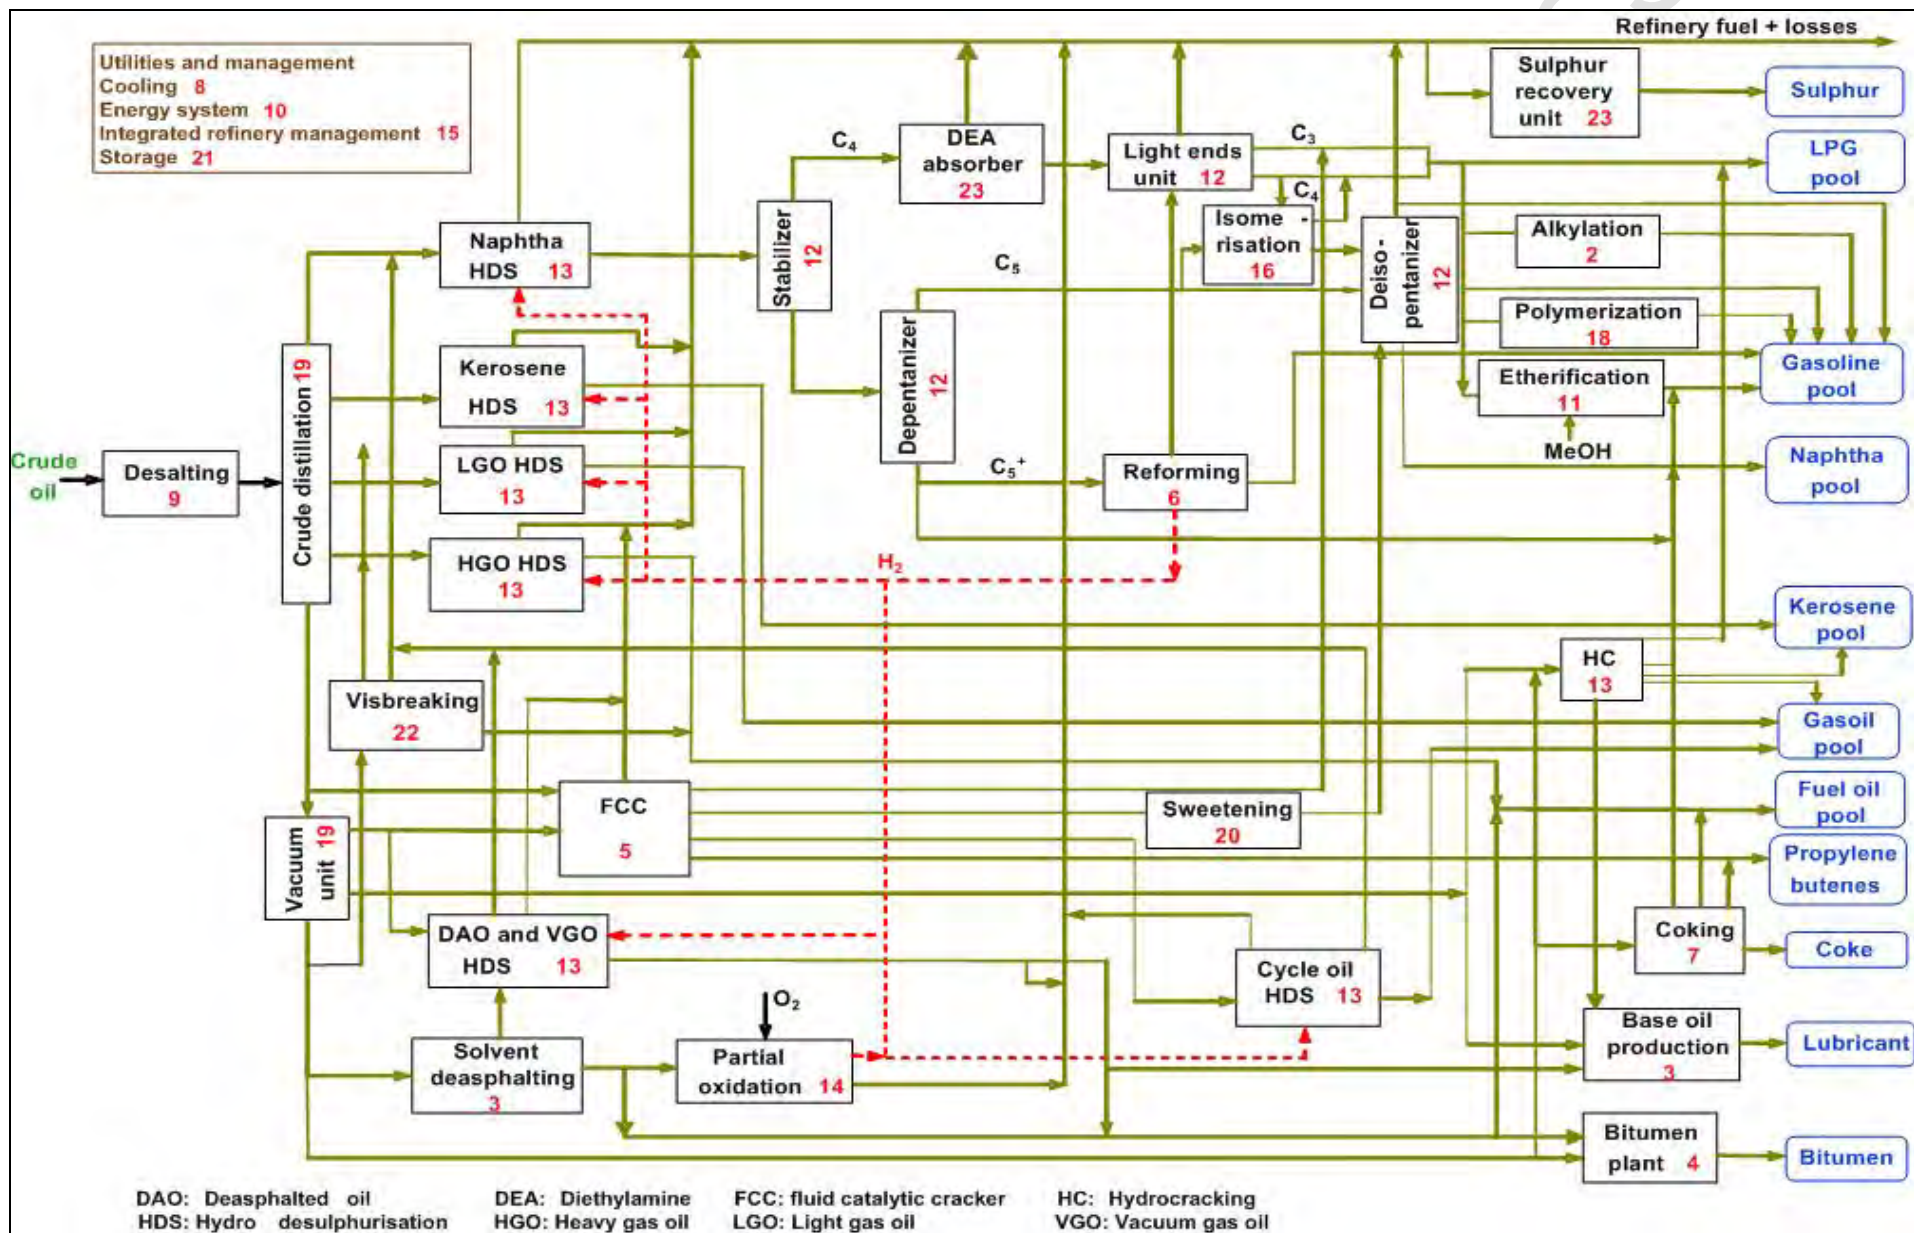 Refinery fuel + losses
Utilities and management
Cooling 8
Energy system 10
Integrated refinery management 15
Storage 21
Sulphur
recovery
unit 23
Sulphur
C₄
DEA
absorber
23
Light ends
unit 12
C₃
LPG
pool
C₄
Naphtha
HDS 13
Stabilizer
12
Isome -
risation
16
Deiso -
pentanizer
12
Alkylation
2
C₅
Polymerization
18
Depentanizer
12
Kerosene
HDS 13
Etherification
11
Gasoline
pool
Crude distillation 19
Crude
oil
Desalting
9
LGO HDS
13
C₅⁺
Reforming
6
MeOH
Naphtha
pool
HGO HDS
13
H₂
Kerosene
pool
HC
13
Visbreaking
22
Gasoil
pool
FCC
5
Sweetening
20
Fuel oil
pool
Vacuum
unit 19
Propylene
butenes
DAO and VGO
HDS 13
Cycle oil
HDS 13
Coking
7
Coke
O₂
Solvent
deasphalting
3
Partial
oxidation 14
Base oil
production
3
Lubricant
Bitumen
plant 4
Bitumen
DAO: Deasphalted oil
DEA: Diethylamine
FCC: fluid catalytic cracker
HC: Hydrocracking
HDS: Hydro desulphurisation
HGO: Heavy gas oil
LGO: Light gas oil
VGO: Vacuum gas oil